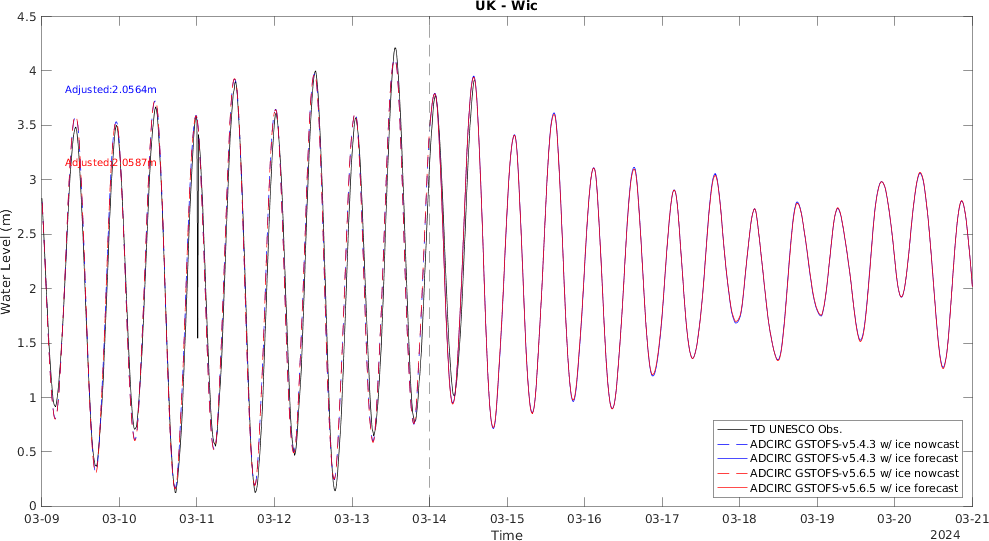 UK - Wic
4.5
4
3.5
3
2.5
2
1.5
1
0.5
0
Water Level (m)
Adjusted:2.0564m
Adjusted:2.0587m
TD UNESCO Obs.
ADCIRC GSTOFS-v5.4.3 w/ ice nowcast
ADCIRC GSTOFS-v5.4.3 w/ ice forecast
ADCIRC GSTOFS-v5.6.5 w/ ice nowcast
ADCIRC GSTOFS-v5.6.5 w/ ice forecast
03-09 03-10 03-11 03-12 03-13 03-14 03-15 03-16 03-17 03-18 03-19 03-20 03-21
Time
2024